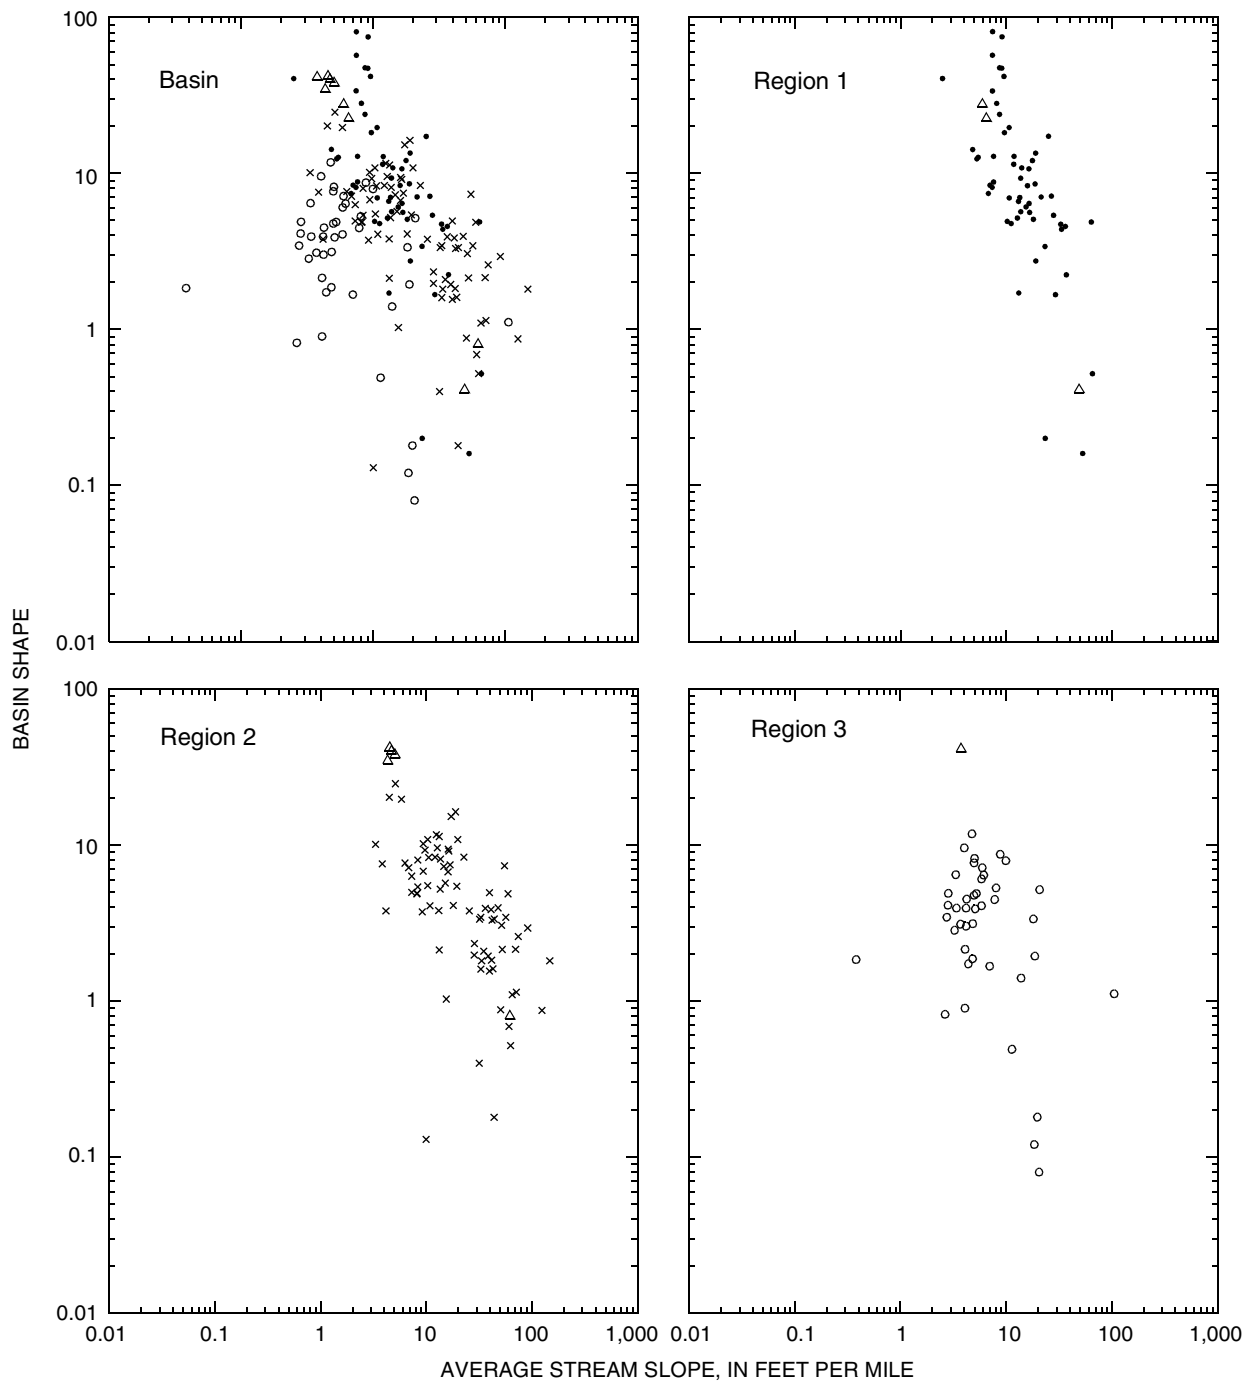 100
Basin
Region 1
10
1
0.1
0.01
BASIN SHAPE
100
Region 2
Region 3
10
1
0.1
0.01
0.01 0.1 1 10 100 1,000 0.01 0.1 1 10 100 1,000
AVERAGE STREAM SLOPE, IN FEET PER MILE